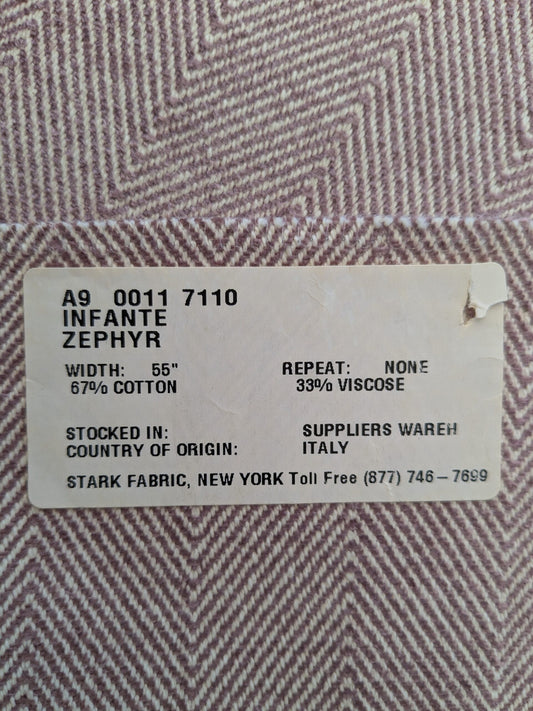 A9 0011 7110
INFANTE
ZEPHYR
WIDTH: 55" REPEAT: NONE
67% COTTON 33% VISCOSE
STOCKED IN: SUPPLIERS WAREH
COUNTRY OF ORIGIN: ITALY
STARK FABRIC, NEW YORK Toll Free (877) 746-7699